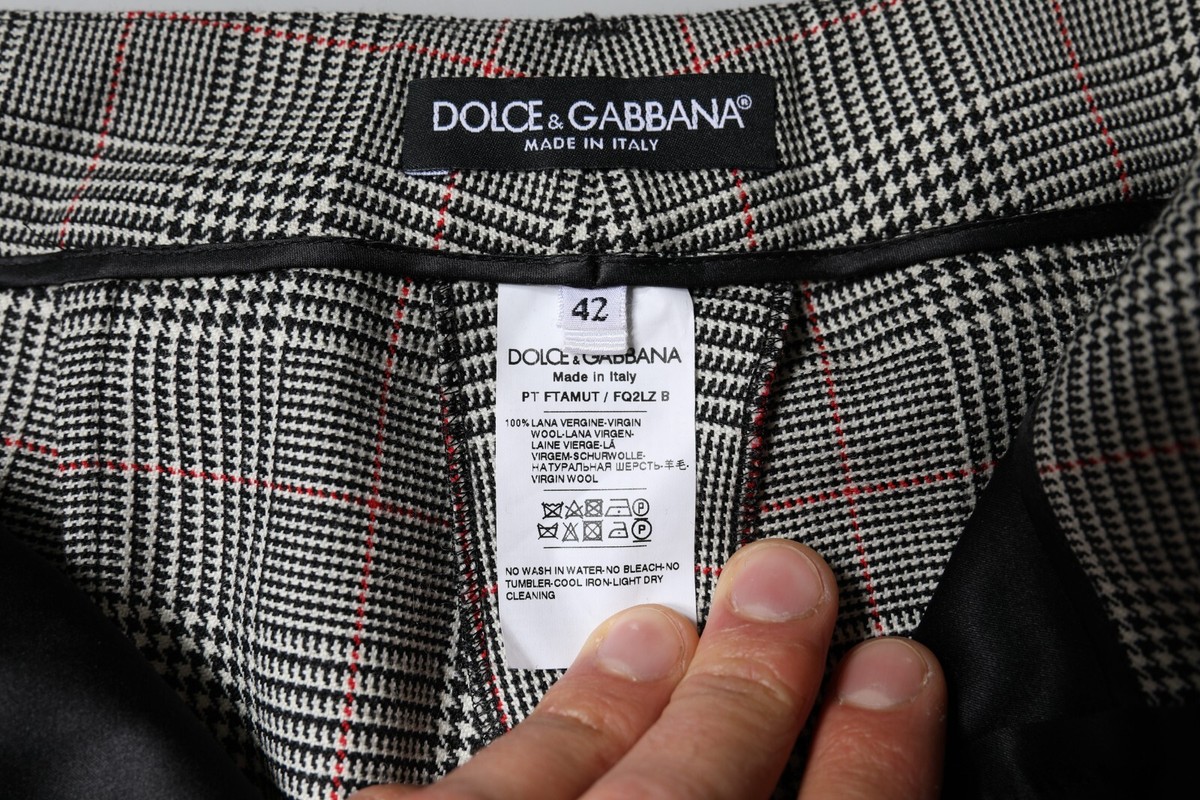 DOLCE & GABBANA®
MADE IN ITALY
42
DOLCE & GABBANA
Made in Italy
PT FTAMUT / FQ2LZ B
100% LANA VERGINE-VIRGIN
WOOL-LANA VIRGEN-
LAINE VIERGE-LÃ
VIRGEM-SCHURWOLLE-
НАТУРАЛЬНАЯ ШЕРСТЬ-羊毛-
VIRGIN WOOL
P
P
NO WASH IN WATER-NO BLEACH-NO
TUMBLER-COOL IRON-LIGHT DRY
CLEANING